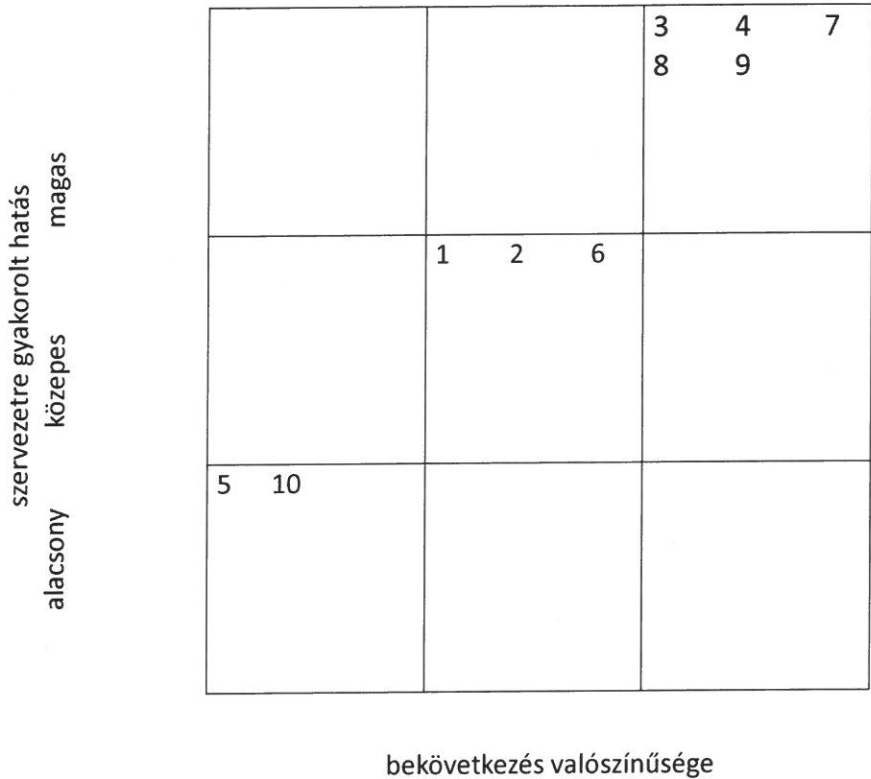 3 4 7
8 9
1 2 6
5 10
szervezetre gyakorolt hatás
magas
közepes
alacsony
bekövetkezés valószínűsége